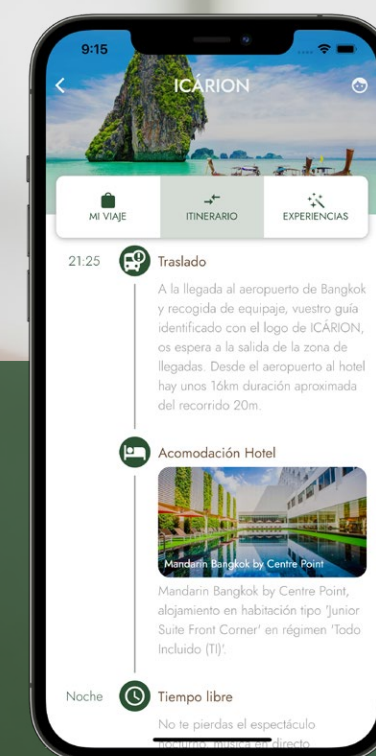 9:15
ICÁRION
MI VIAJE
ITINERARIO
EXPERIENCIAS
21:25
Traslado
A la llegada al aeropuerto de Bangkok
y recogida de equipaje, vuestro guía
identificado con el logo de ICÁRION,
os espera a la salida de la zona de
llegadas. Desde el aeropuerto al hotel
hay unos 16km duración aproximada
del recorrido 20m.
Acomodación Hotel
Mandarin Bangkok by Centre Point
Mandarin Bangkok by Centre Point,
alojamiento en habitación tipo 'Junior
Suite Front Corner' en régimen 'Todo
Incluido (TI)'.
Noche
Tiempo libre
No te pierdas el espectáculo
nocturno, música en directo